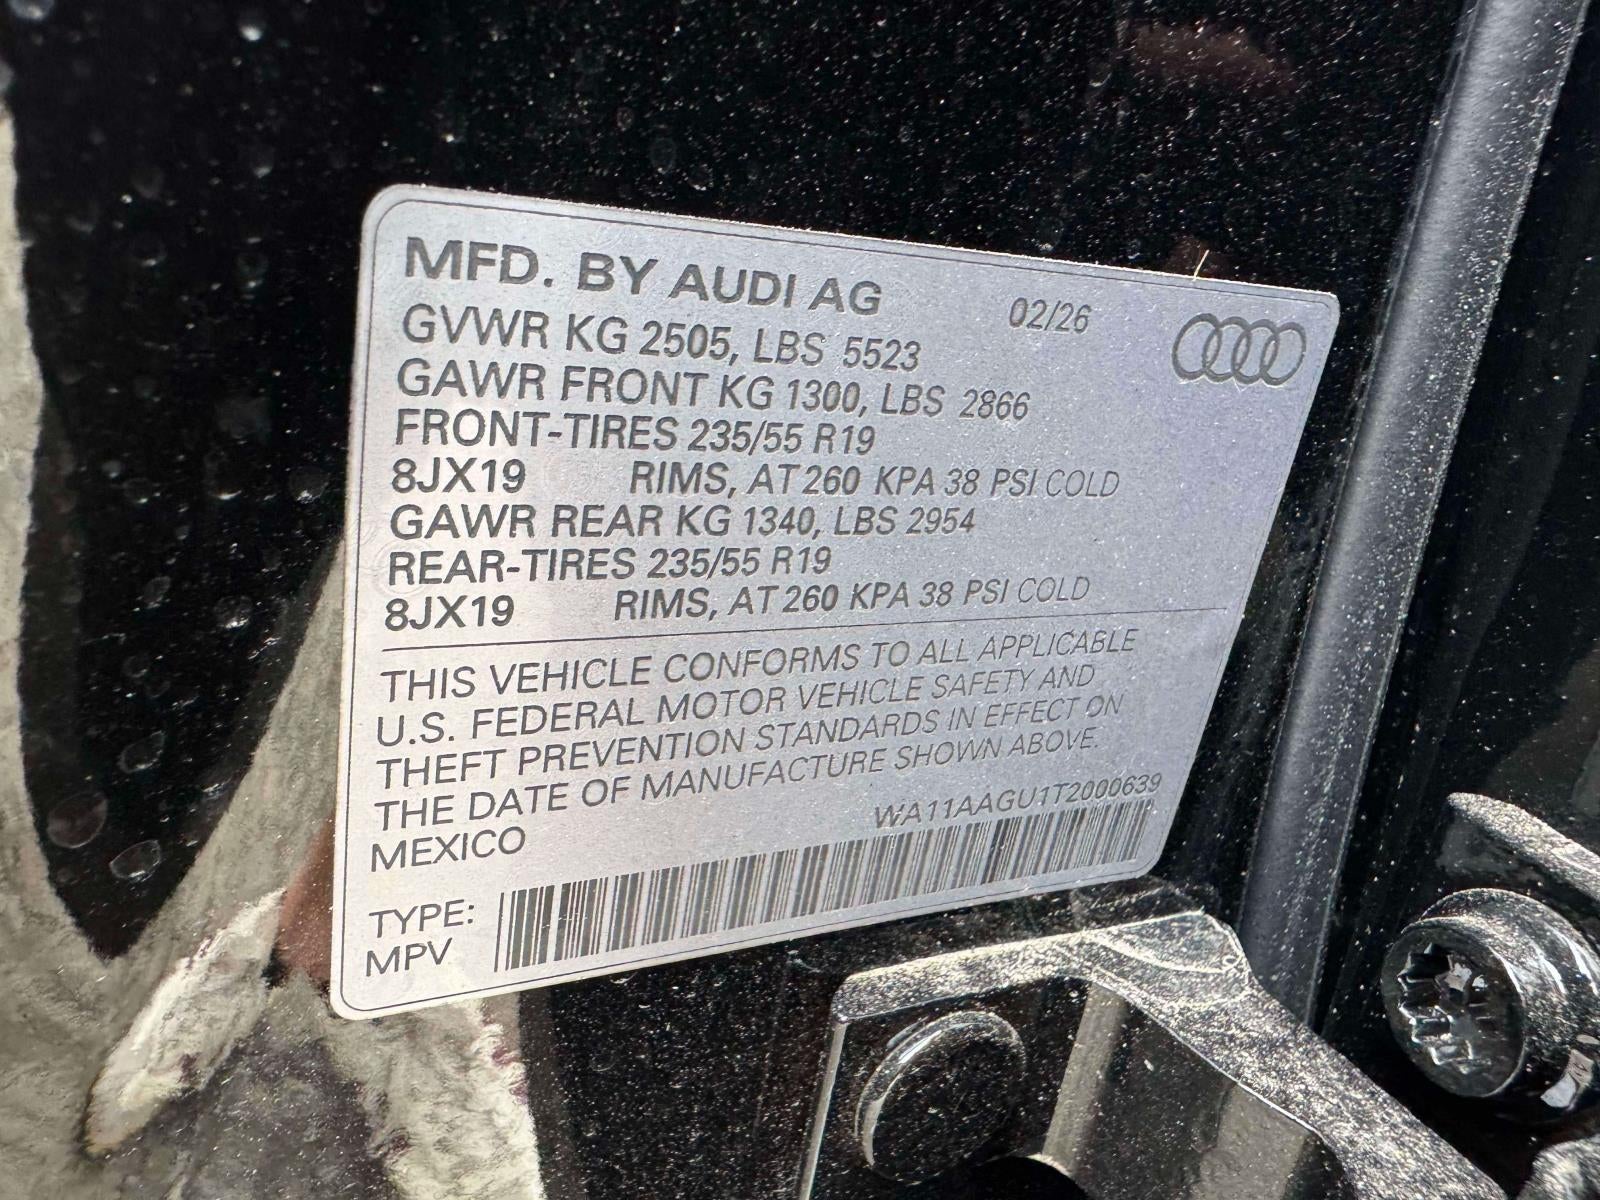 MFD. BY AUDI AG 02/26
GVWR KG 2505, LBS 5523
GAWR FRONT KG 1300, LBS 2866
FRONT-TIRES 235/55 R19
8JX19 RIMS, AT 260 KPA 38 PSI COLD
GAWR REAR KG 1340, LBS 2954
REAR-TIRES 235/55 R19
8JX19 RIMS, AT 260 KPA 38 PSI COLD
THIS VEHICLE CONFORMS TO ALL APPLICABLE
U.S. FEDERAL MOTOR VEHICLE SAFETY AND
THEFT PREVENTION STANDARDS IN EFFECT ON
THE DATE OF MANUFACTURE SHOWN ABOVE.
MEXICO WA11AAGU1T2000639
TYPE:
MPV